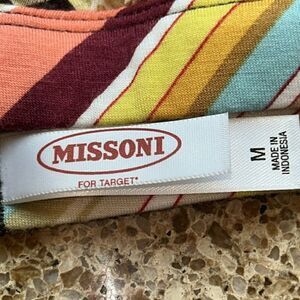 MISSONI
FOR TARGET*
M
MADE IN
INDONESIA